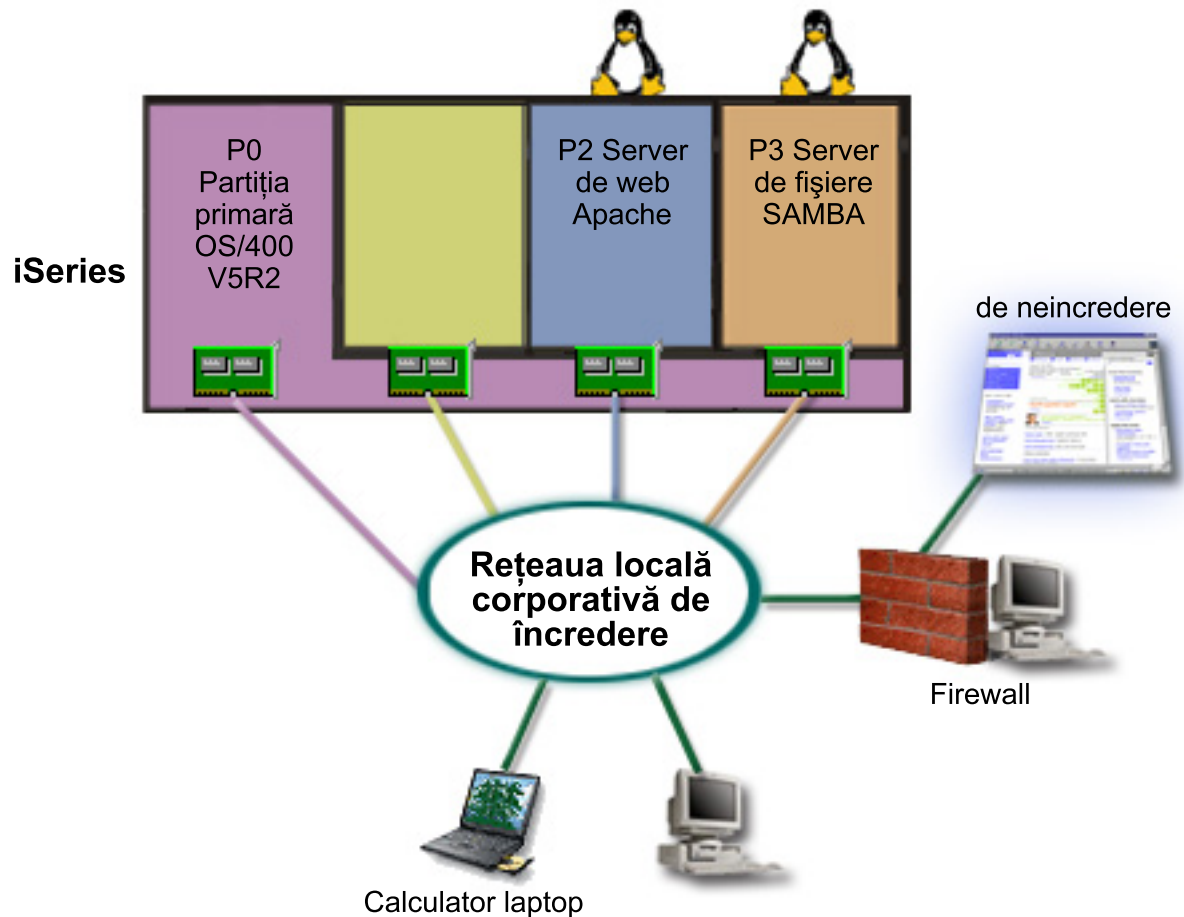 P0
Partiția
primară
OS/400
V5R2
P2 Server
de web
Apache
P3 Server
de fişiere
SAMBA
iSeries
de neincredere
Rețeaua locală
corporativă de
încredere
Firewall
Calculator laptop